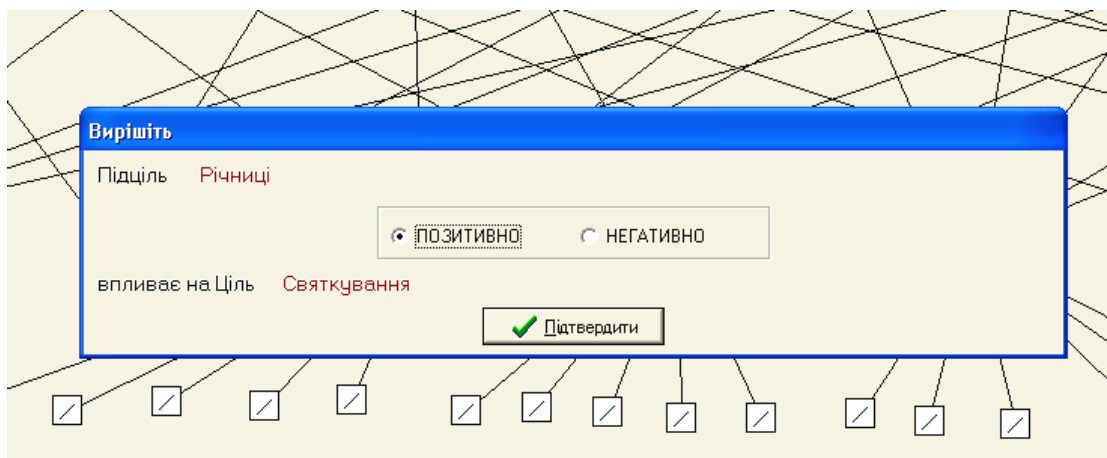 Вирішіть
Підціль Річниці
ПОЗИТИВНО НЕГАТИВНО
впливає на Ціль Святкування
Підтвердити